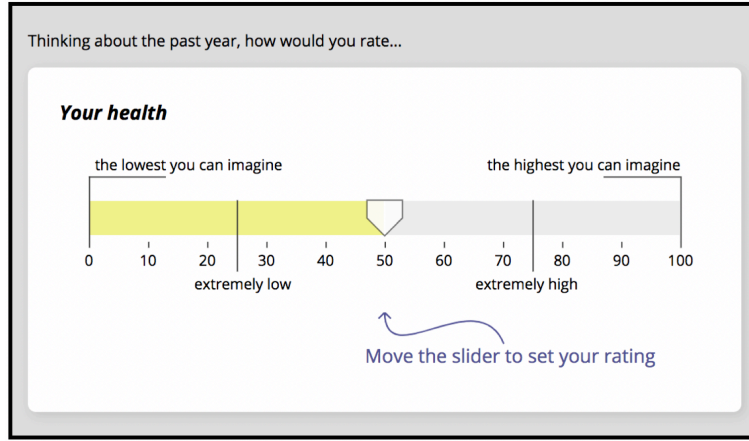 Thinking about the past year, how would you rate...
Your health
the lowest you can imagine the highest you can imagine
0 10 20 30 40 50 60 70 80 90 100
extremely low extremely high
Move the slider to set your rating